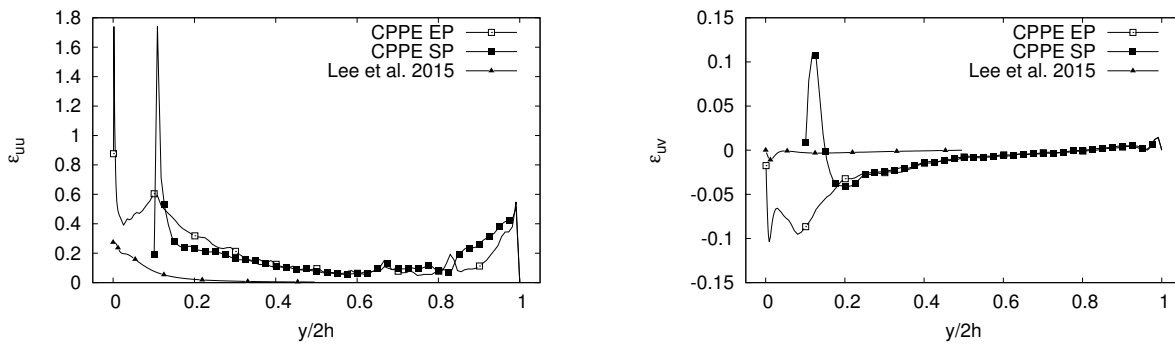 1.8
1.6
1.4
1.2
1
0.8
0.6
0.4
0.2
0
εuu
CPPE EP
CPPE SP
Lee et al. 2015
0 0.2 0.4 0.6 0.8 1
y/2h
0.15
0.1
0.05
0
-0.05
-0.1
-0.15
εuv
CPPE EP
CPPE SP
Lee et al. 2015
0 0.2 0.4 0.6 0.8 1
y/2h